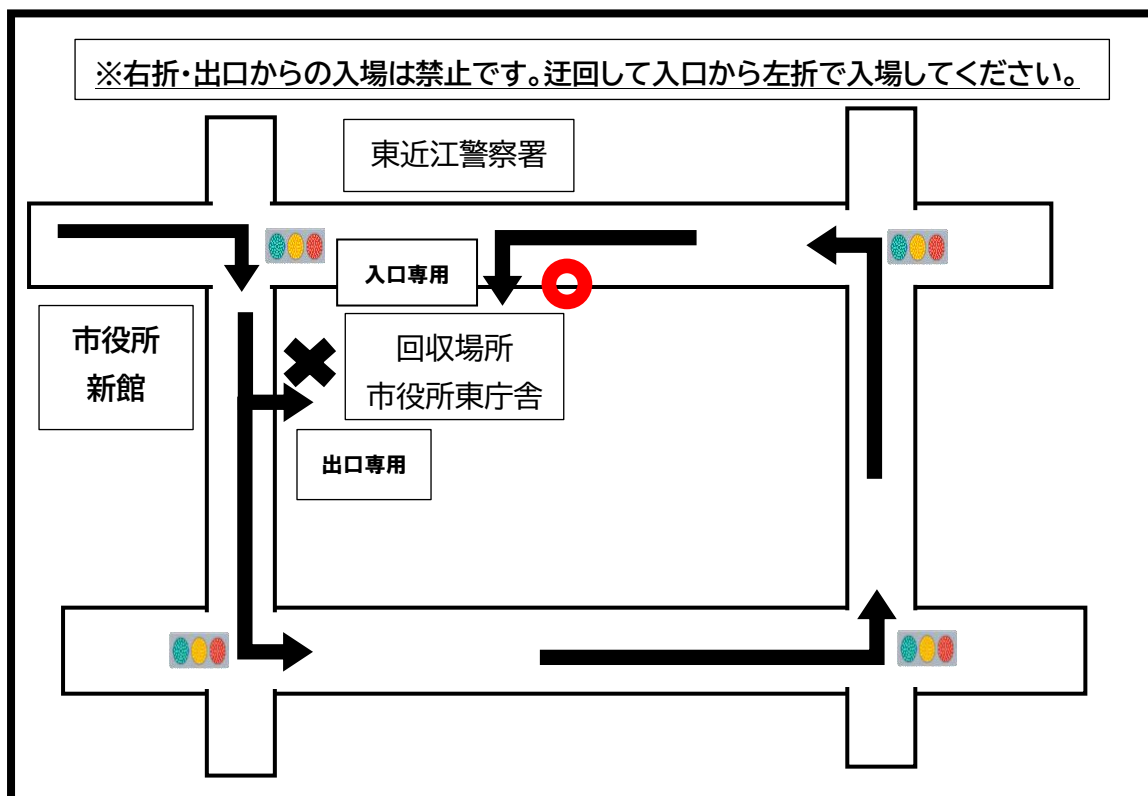 ※右折・出口からの入場は禁止です。迂回して入口から左折で入場してください。
東近江警察署
入口専用
市役所
新館
回収場所
市役所東庁舎
出口専用